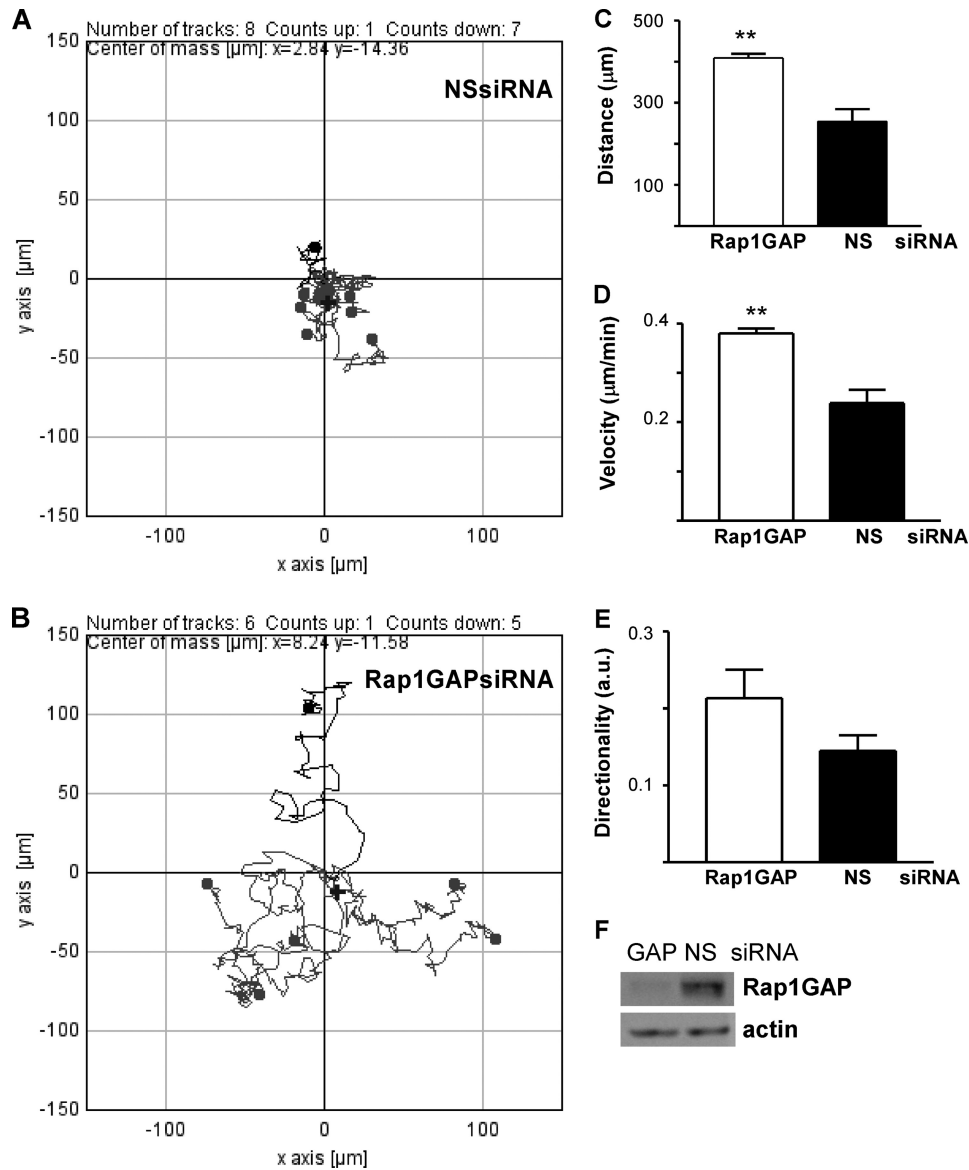 A
Number of tracks: 8 Counts up: 1 Counts down: 7
Center of mass [µm]: x=2.84 y=-14.36
NSsiRNA
150
100
50
0
-50
-100
-150
y axis [µm]
-100 0 100
x axis [µm]
B
Number of tracks: 6 Counts up: 1 Counts down: 5
Center of mass [µm]: x=8.24 y=-11.58
Rap1GAPsiRNA
150
100
50
0
-50
-100
-150
y axis [µm]
-100 0 100
x axis [µm]
C
500
300
100
Distance (µm)
**
Rap1GAP NS siRNA
D
0.4
0.2
Velocity (µm/min)
**
Rap1GAP NS siRNA
E
0.3
0.1
Directionality (a.u.)
Rap1GAP NS siRNA
F
GAP NS siRNA
Rap1GAP
actin